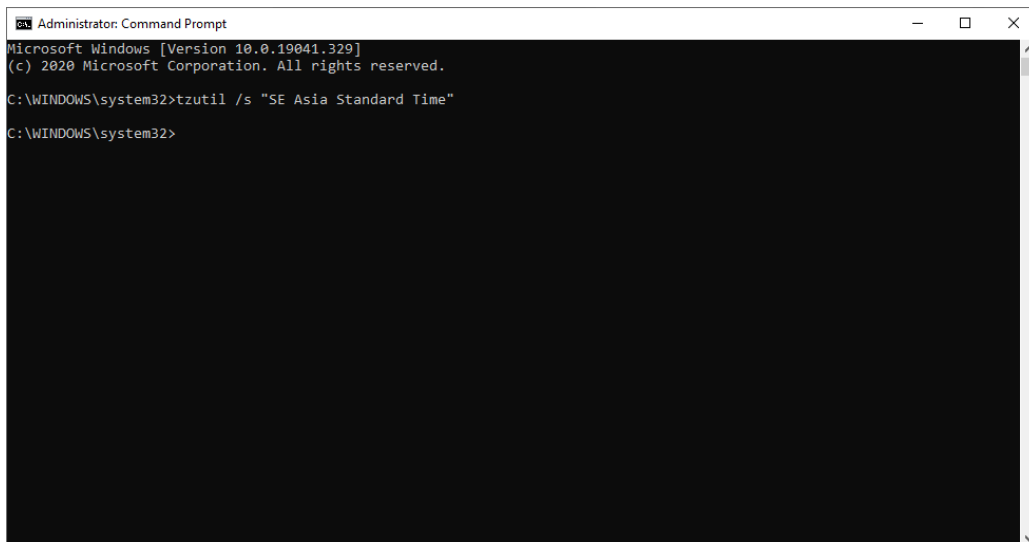 Administrator: Command Prompt
Microsoft Windows [Version 10.0.19041.329]
(c) 2020 Microsoft Corporation. All rights reserved.
C:\WINDOWS\system32>tzutil /s "SE Asia Standard Time"
C:\WINDOWS\system32>